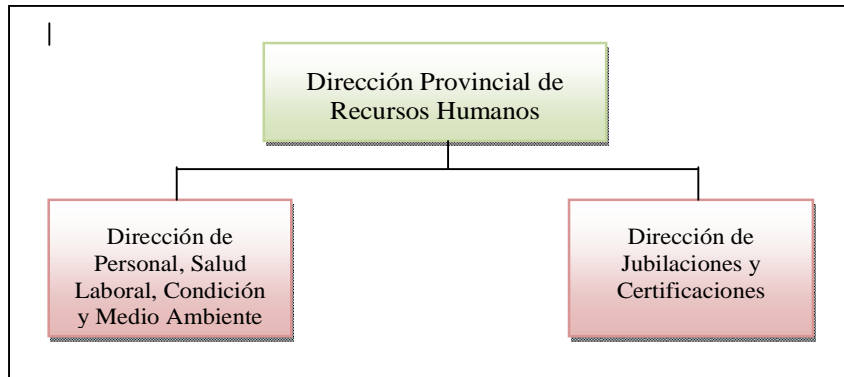 Dirección Provincial de
Recursos Humanos
Dirección de
Personal, Salud
Laboral, Condición
y Medio Ambiente
Dirección de
Jubilaciones y
Certificaciones